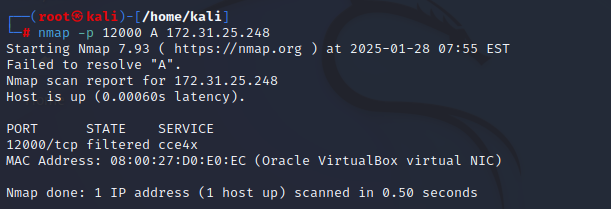 ┌──(root㉿kali)-[/home/kali]
└─# nmap -p 12000 A 172.31.25.248
Starting Nmap 7.93 ( https://nmap.org ) at 2025-01-28 07:55 EST
Failed to resolve "A".
Nmap scan report for 172.31.25.248
Host is up (0.00060s latency).
PORT      STATE    SERVICE
12000/tcp filtered cce4x
MAC Address: 08:00:27:D0:E0:EC (Oracle VirtualBox virtual NIC)
Nmap done: 1 IP address (1 host up) scanned in 0.50 seconds